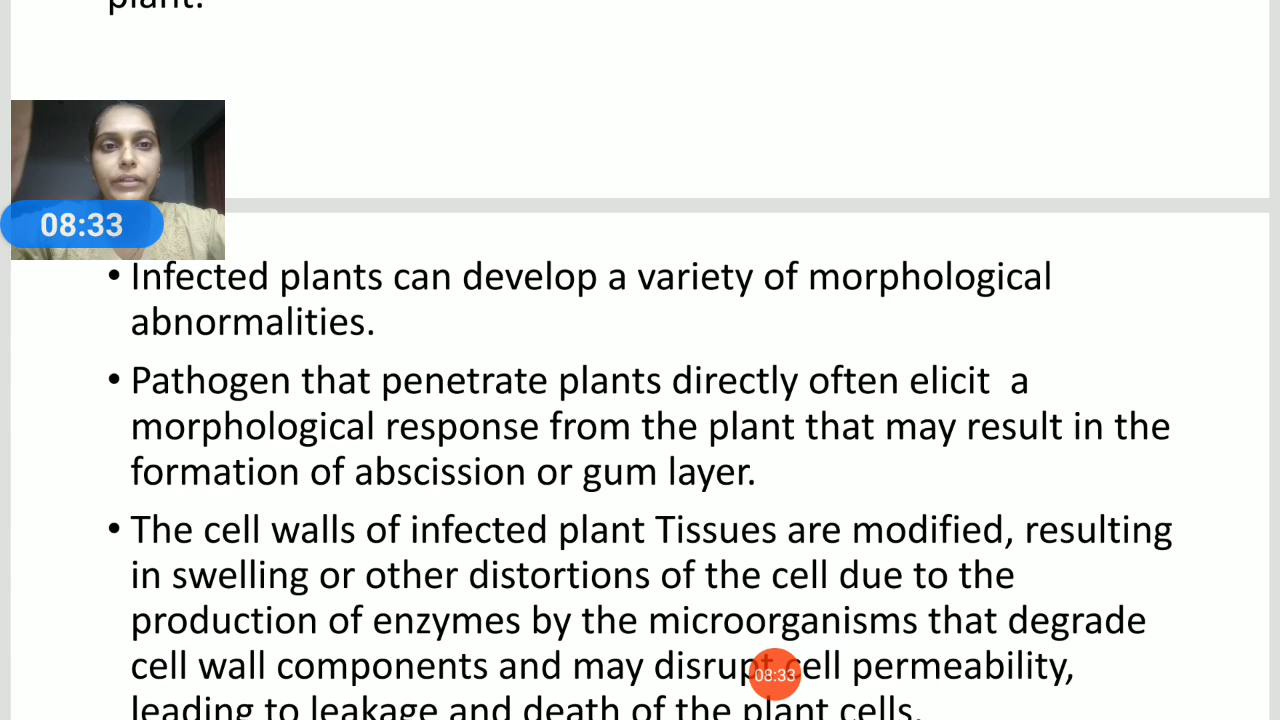 plant.
08:33
• Infected plants can develop a variety of morphological
abnormalities.
• Pathogen that penetrate plants directly often elicit  a
morphological response from the plant that may result in the
formation of abscission or gum layer.
• The cell walls of infected plant Tissues are modified, resulting
in swelling or other distortions of the cell due to the
production of enzymes by the microorganisms that degrade
cell wall components and may disrupt cell permeability,
08:33
leading to leakage and death of the plant cells.